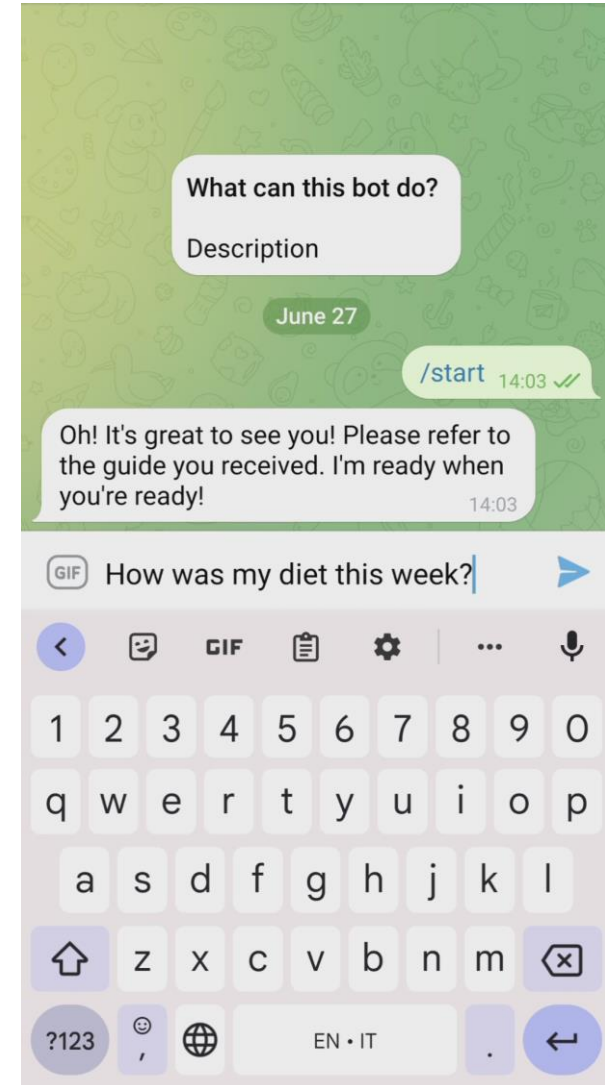 What can this bot do?
Description
June 27
/start 14:03
Oh! It's great to see you! Please refer to
the guide you received. I'm ready when
you're ready! 14:03
GIF How was my diet this week?
GIF
1 2 3 4 5 6 7 8 9 0
q w e r t y u i o p
a s d f g h j k l
z x c v b n m
?123 , EN • IT .